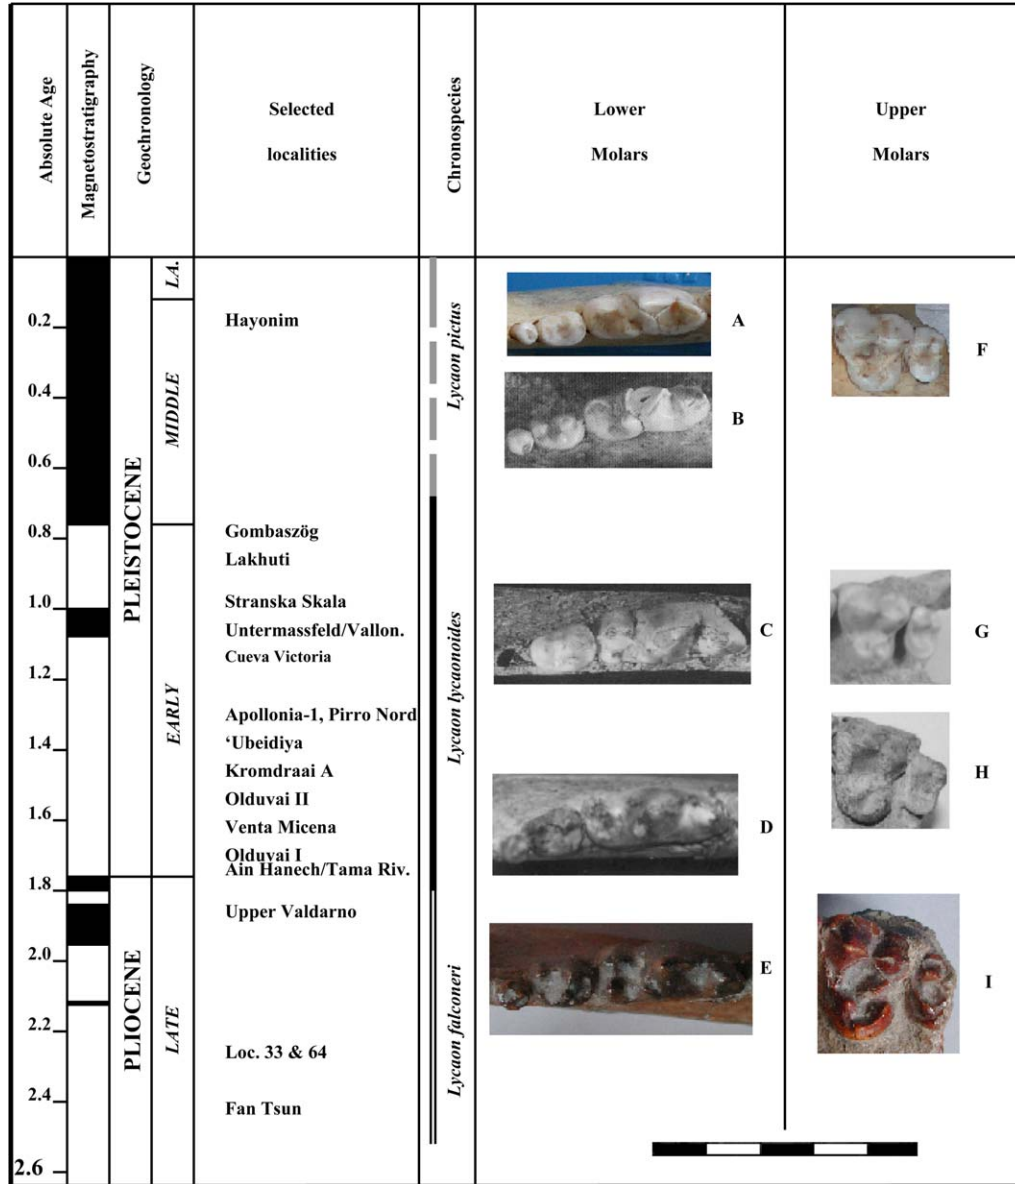 Absolute Age
Magnetostratigraphy
Geochronology
Selected
localities
Chronospecies
Lower
Molars
Upper
Molars
0.2
0.4
0.6
0.8
1.0
1.2
1.4
1.6
1.8
2.0
2.2
2.4
2.6
PLEISTOCENE
PLIOCENE
LA.
MIDDLE
EARLY
LATE
Hayonim
Gombaszög
Lakhuti
Stranska Skala
Untermassfeld/Vallon.
Cueva Victoria
Apollonia-1, Pirro Nord
‘Ubeidiya
Kromdraai A
Olduvai II
Venta Micena
Olduvai I
Ain Hanech/Tama Riv.
Upper Valdarno
Loc. 33 & 64
Fan Tsun
Lycaon pictus
Lycaon lycaonoides
Lycaon falconeri
A
B
C
D
E
F
G
H
I